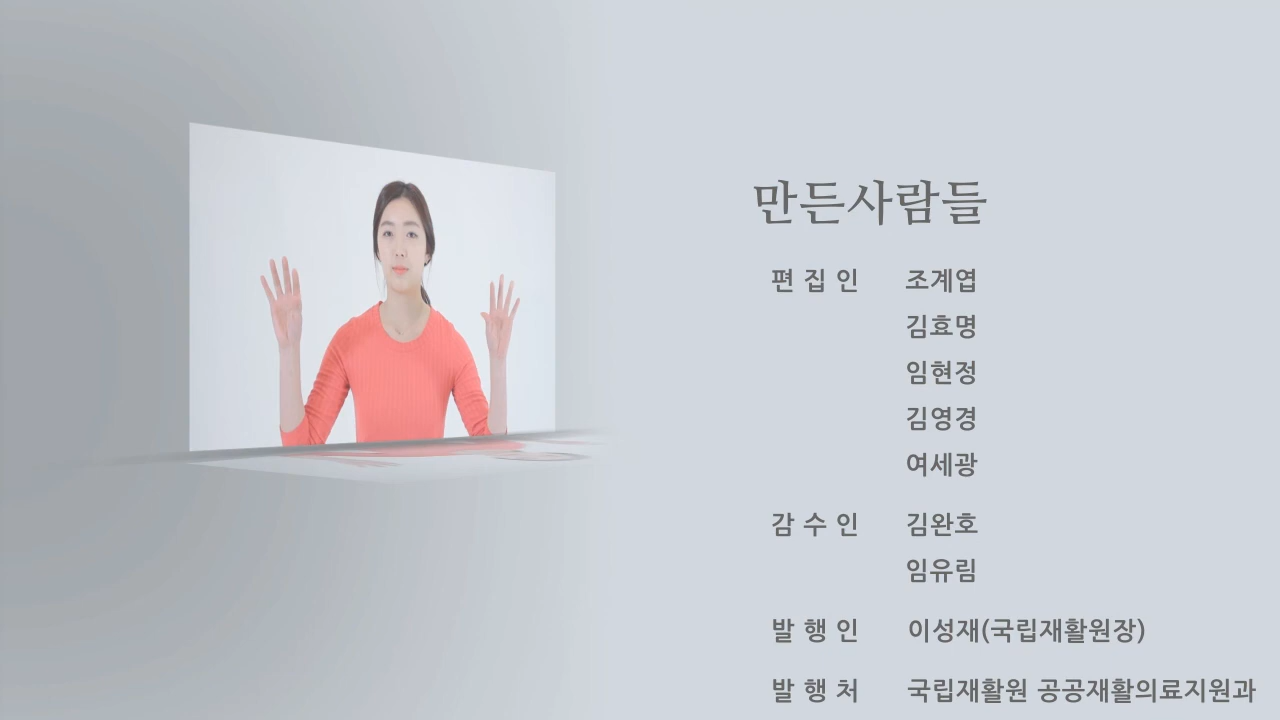 만든사람들
편 집 인 조계엽
김효명
임현정
김영경
여세광
감 수 인 김완호
임유림
발 행 인 이성재(국립재활원장)
발 행 처 국립재활원 공공재활의료지원과